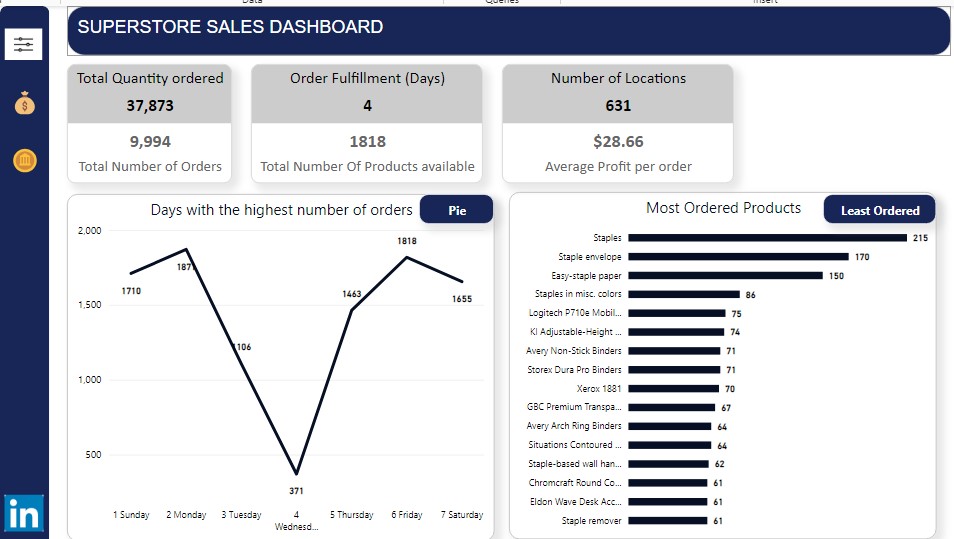 Data
Queries
Insert
SUPERSTORE SALES DASHBOARD
Total Quantity ordered
37,873
9,994
Total Number of Orders
Order Fulfillment (Days)
4
1818
Total Number Of Products available
Number of Locations
631
$28.66
Average Profit per order
Days with the highest number of orders
Pie
2,000
1,500
1,000
500
1710
187
1106
371
1463
1818
1655
1 Sunday
2 Monday
3 Tuesday
4
Wednesd...
5 Thursday
6 Friday
7 Saturday
Most Ordered Products
Least Ordered
Staples 215
Staple envelope 170
Easy-staple paper 150
Staples in misc. colors 86
Logitech P710e Mobil... 75
KI Adjustable-Height ... 74
Avery Non-Stick Binders 71
Storex Dura Pro Binders 71
Xerox 1881 70
GBC Premium Transpa... 67
Avery Arch Ring Binders 64
Situations Contoured ... 64
Staple-based wall han... 62
Chromcraft Round Co... 61
Eldon Wave Desk Acc... 61
Staple remover 61
$
in